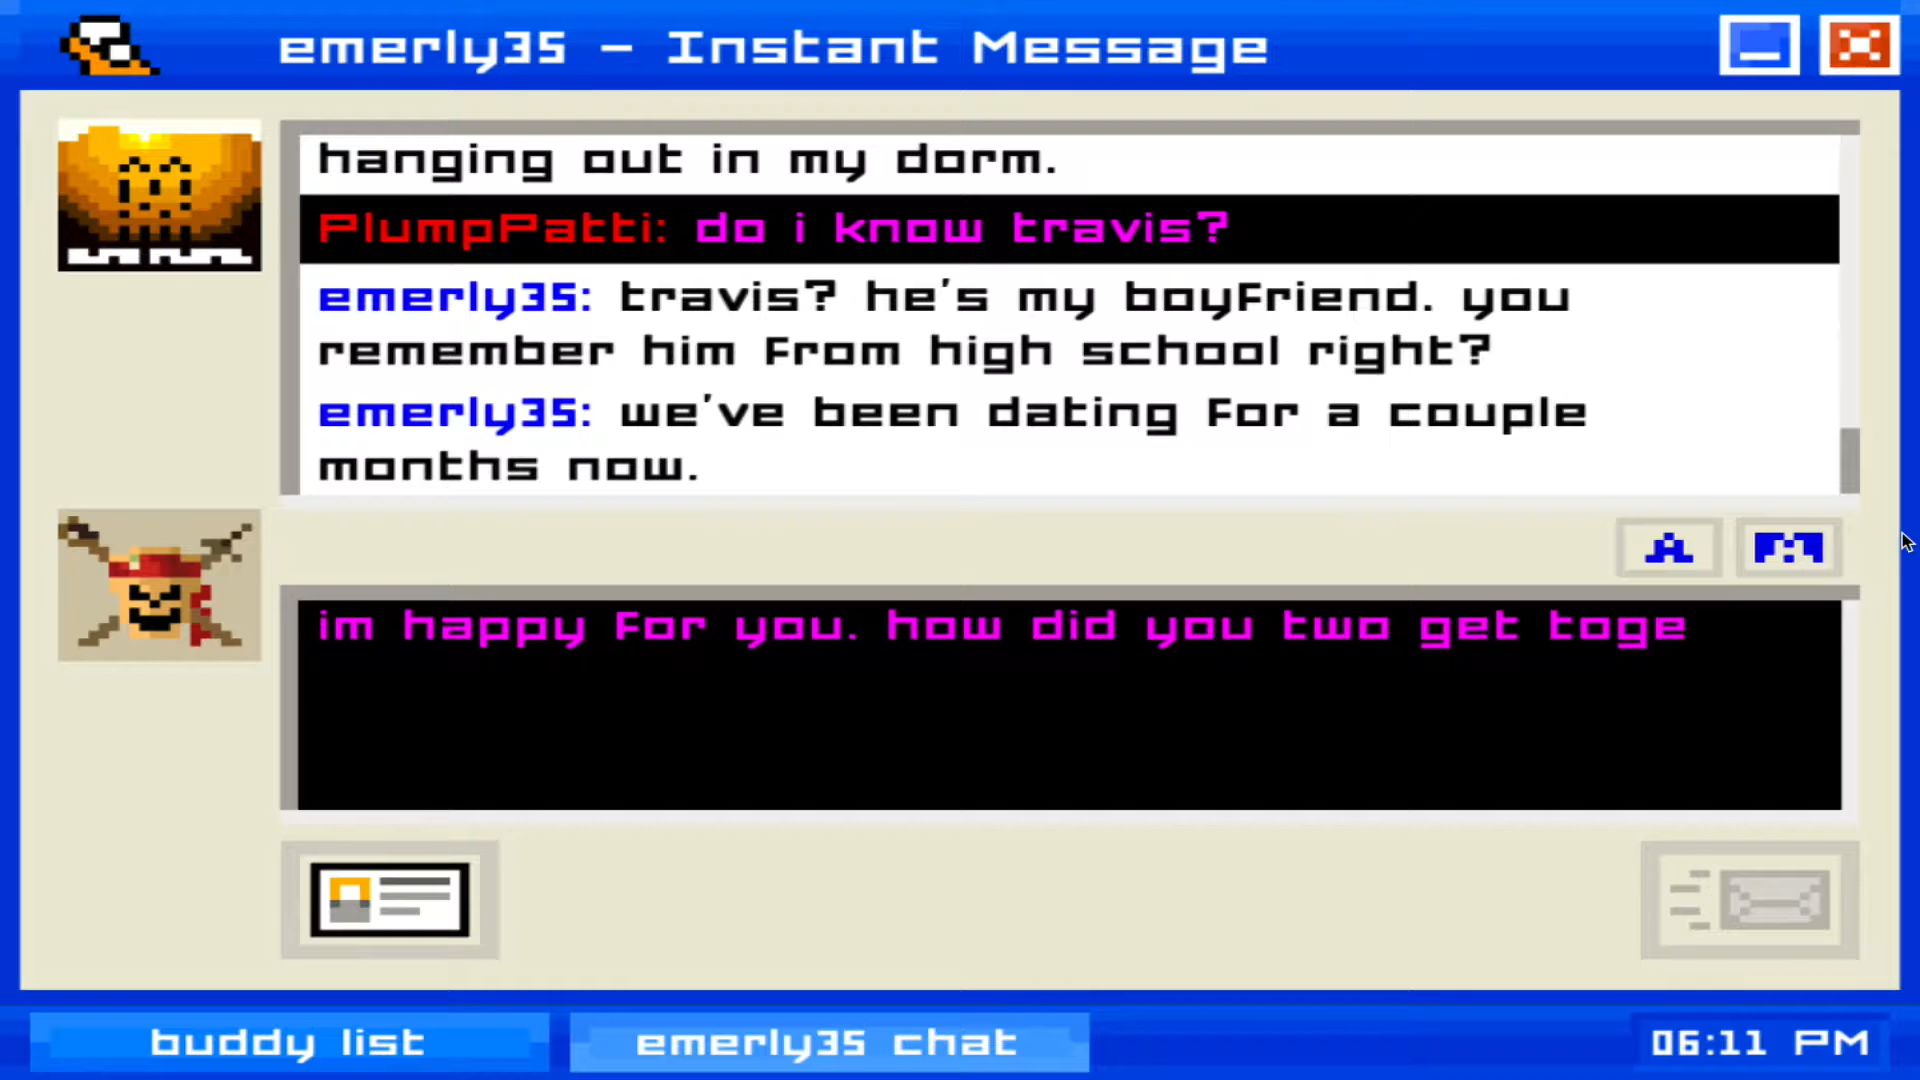 emerly35 - Instant Message
hanging out in my dorm.
PlumpPatti: do i know travis?
emerly35: travis? he's my boyfriend. you
remember him from high school right?
emerly35: we've been dating for a couple
months now.
A
im happy for you. how did you two get toge
buddy list
emerly35 chat
06:11 PM